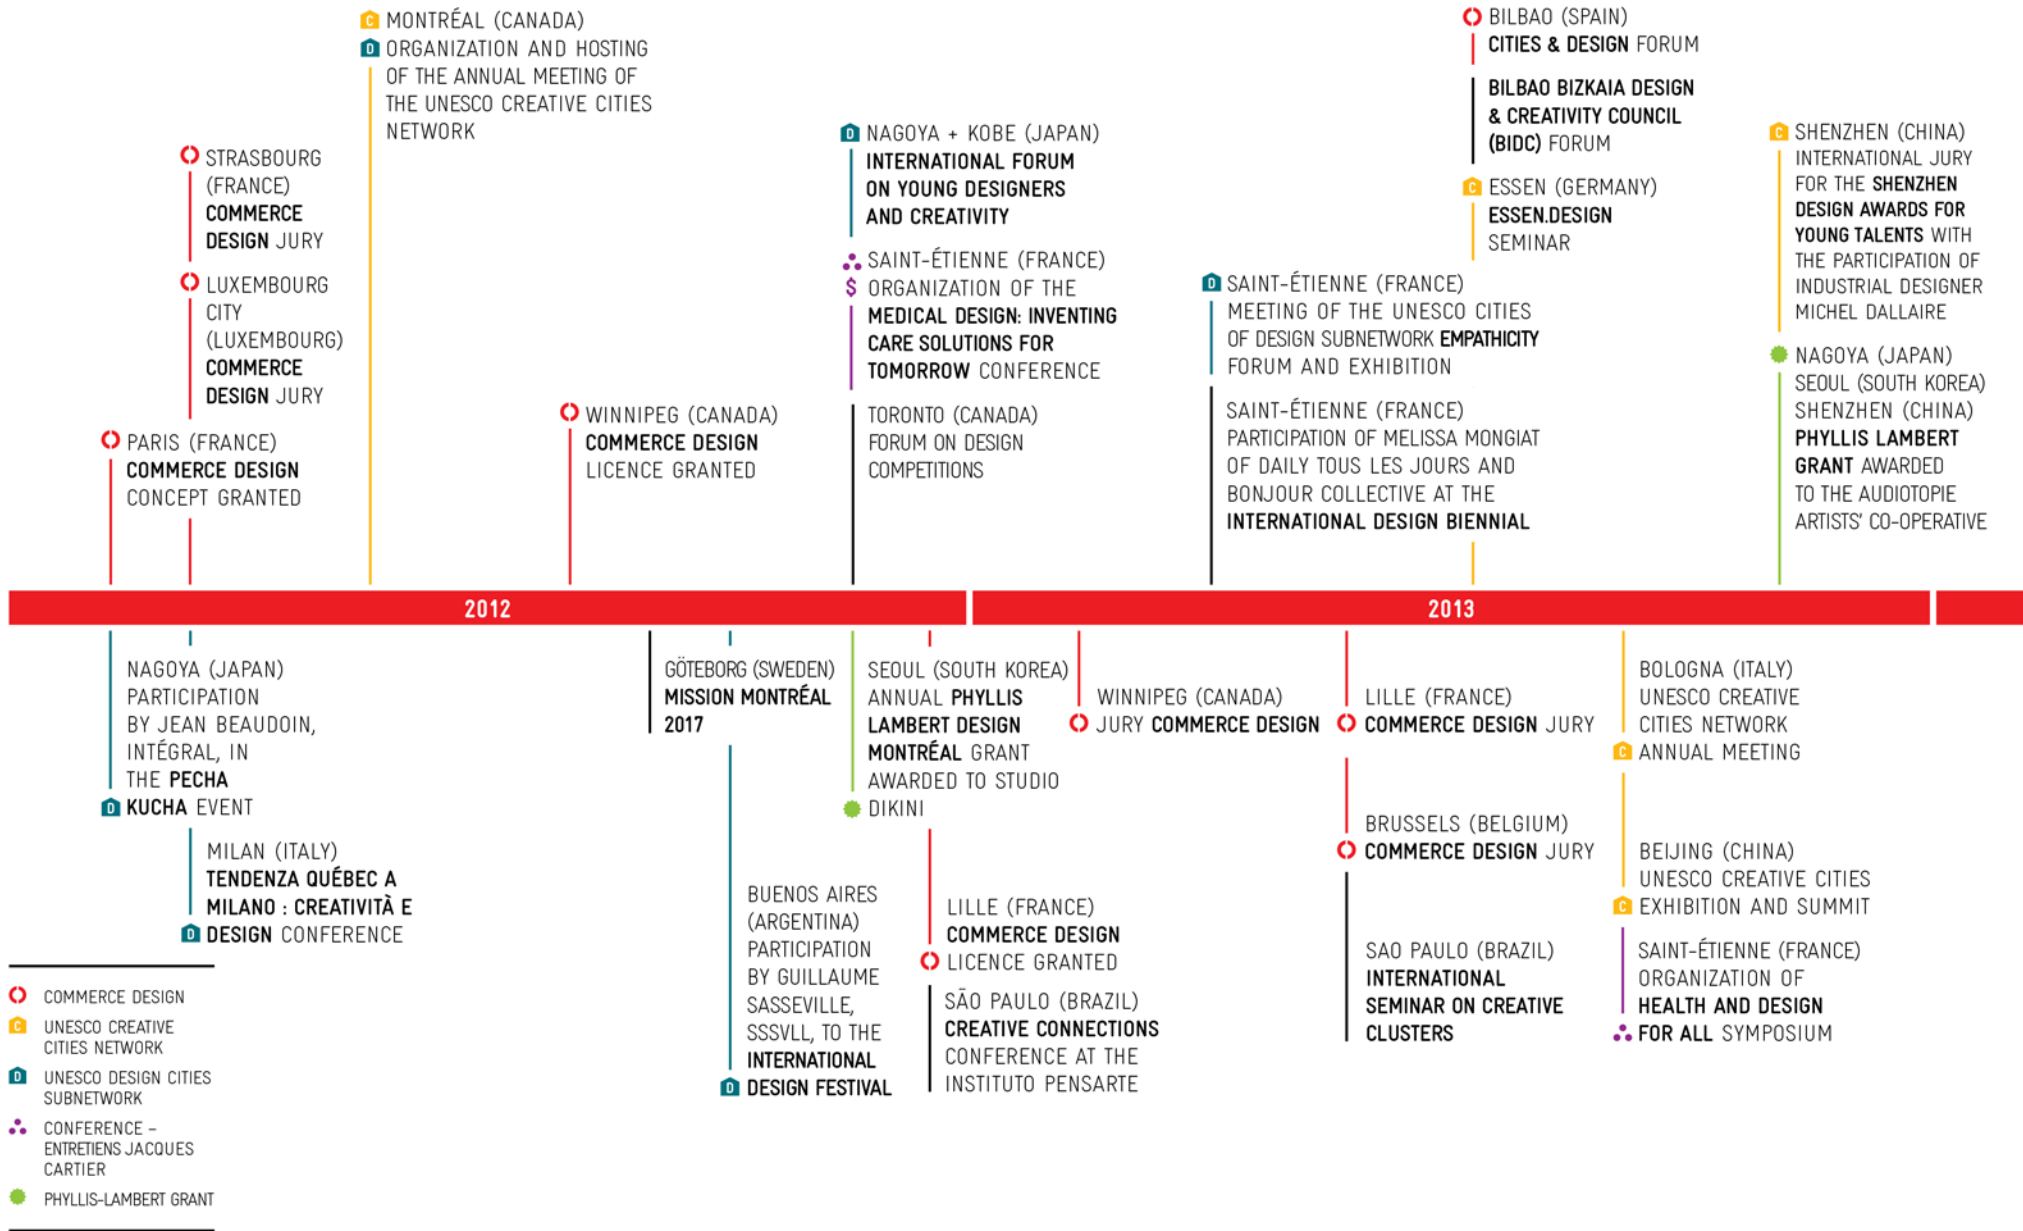 MONTRÉAL (CANADA)
ORGANIZATION AND HOSTING
OF THE ANNUAL MEETING OF
THE UNESCO CREATIVE CITIES
NETWORK
STRASBOURG
(FRANCE)
COMMERCE
DESIGN JURY
LUXEMBOURG
CITY
(LUXEMBOURG)
COMMERCE
DESIGN JURY
PARIS (FRANCE)
COMMERCE DESIGN
CONCEPT GRANTED
WINNIPEG (CANADA)
COMMERCE DESIGN
LICENCE GRANTED
NAGOYA + KOBE (JAPAN)
INTERNATIONAL FORUM
ON YOUNG DESIGNERS
AND CREATIVITY
SAINT-ÉTIENNE (FRANCE)
$ ORGANIZATION OF THE
MEDICAL DESIGN: INVENTING
CARE SOLUTIONS FOR
TOMORROW CONFERENCE
TORONTO (CANADA)
FORUM ON DESIGN
COMPETITIONS
BILBAO (SPAIN)
CITIES & DESIGN FORUM
BILBAO BIZKAIA DESIGN
& CREATIVITY COUNCIL
(BIDC) FORUM
ESSEN (GERMANY)
ESSEN.DESIGN
SEMINAR
SAINT-ÉTIENNE (FRANCE)
MEETING OF THE UNESCO CITIES
OF DESIGN SUBNETWORK EMPATHICITY
FORUM AND EXHIBITION
SAINT-ÉTIENNE (FRANCE)
PARTICIPATION OF MELISSA MONGIAT
OF DAILY TOUS LES JOURS AND
BONJOUR COLLECTIVE AT THE
INTERNATIONAL DESIGN BIENNIAL
SHENZHEN (CHINA)
INTERNATIONAL JURY
FOR THE SHENZHEN
DESIGN AWARDS FOR
YOUNG TALENTS WITH
THE PARTICIPATION OF
INDUSTRIAL DESIGNER
MICHEL DALLAIRE
NAGOYA (JAPAN)
SEOUL (SOUTH KOREA)
SHENZHEN (CHINA)
PHYLLIS LAMBERT
GRANT AWARDED
TO THE AUDIOTOPIE
ARTISTS' CO-OPERATIVE
2012
2013
NAGOYA (JAPAN)
PARTICIPATION
BY JEAN BEAUDOIN,
INTÉGRAL, IN
THE PECHA
KUCHA EVENT
MILAN (ITALY)
TENDENZA QUÉBEC A
MILANO : CREATIVITÀ E
DESIGN CONFERENCE
GÖTEBORG (SWEDEN)
MISSION MONTRÉAL
2017
BUENOS AIRES
(ARGENTINA)
PARTICIPATION
BY GUILLAUME
SASSEVILLE,
SSSVLL, TO THE
INTERNATIONAL
DESIGN FESTIVAL
SEOUL (SOUTH KOREA)
ANNUAL PHYLLIS
LAMBERT DESIGN
MONTRÉAL GRANT
AWARDED TO STUDIO
DIKINI
LILLE (FRANCE)
COMMERCE DESIGN
LICENCE GRANTED
SÃO PAULO (BRAZIL)
CREATIVE CONNECTIONS
CONFERENCE AT THE
INSTITUTO PENSARTE
WINNIPEG (CANADA)
JURY COMMERCE DESIGN
LILLE (FRANCE)
COMMERCE DESIGN JURY
BRUSSELS (BELGIUM)
COMMERCE DESIGN JURY
SAO PAULO (BRAZIL)
INTERNATIONAL
SEMINAR ON CREATIVE
CLUSTERS
BOLOGNA (ITALY)
UNESCO CREATIVE
CITIES NETWORK
ANNUAL MEETING
BEIJING (CHINA)
UNESCO CREATIVE CITIES
EXHIBITION AND SUMMIT
SAINT-ÉTIENNE (FRANCE)
ORGANIZATION OF
HEALTH AND DESIGN
FOR ALL SYMPOSIUM
COMMERCE DESIGN
C UNESCO CREATIVE
CITIES NETWORK
D UNESCO DESIGN CITIES
SUBNETWORK
CONFERENCE –
ENTRETIENS JACQUES
CARTIER
PHYLLIS-LAMBERT GRANT